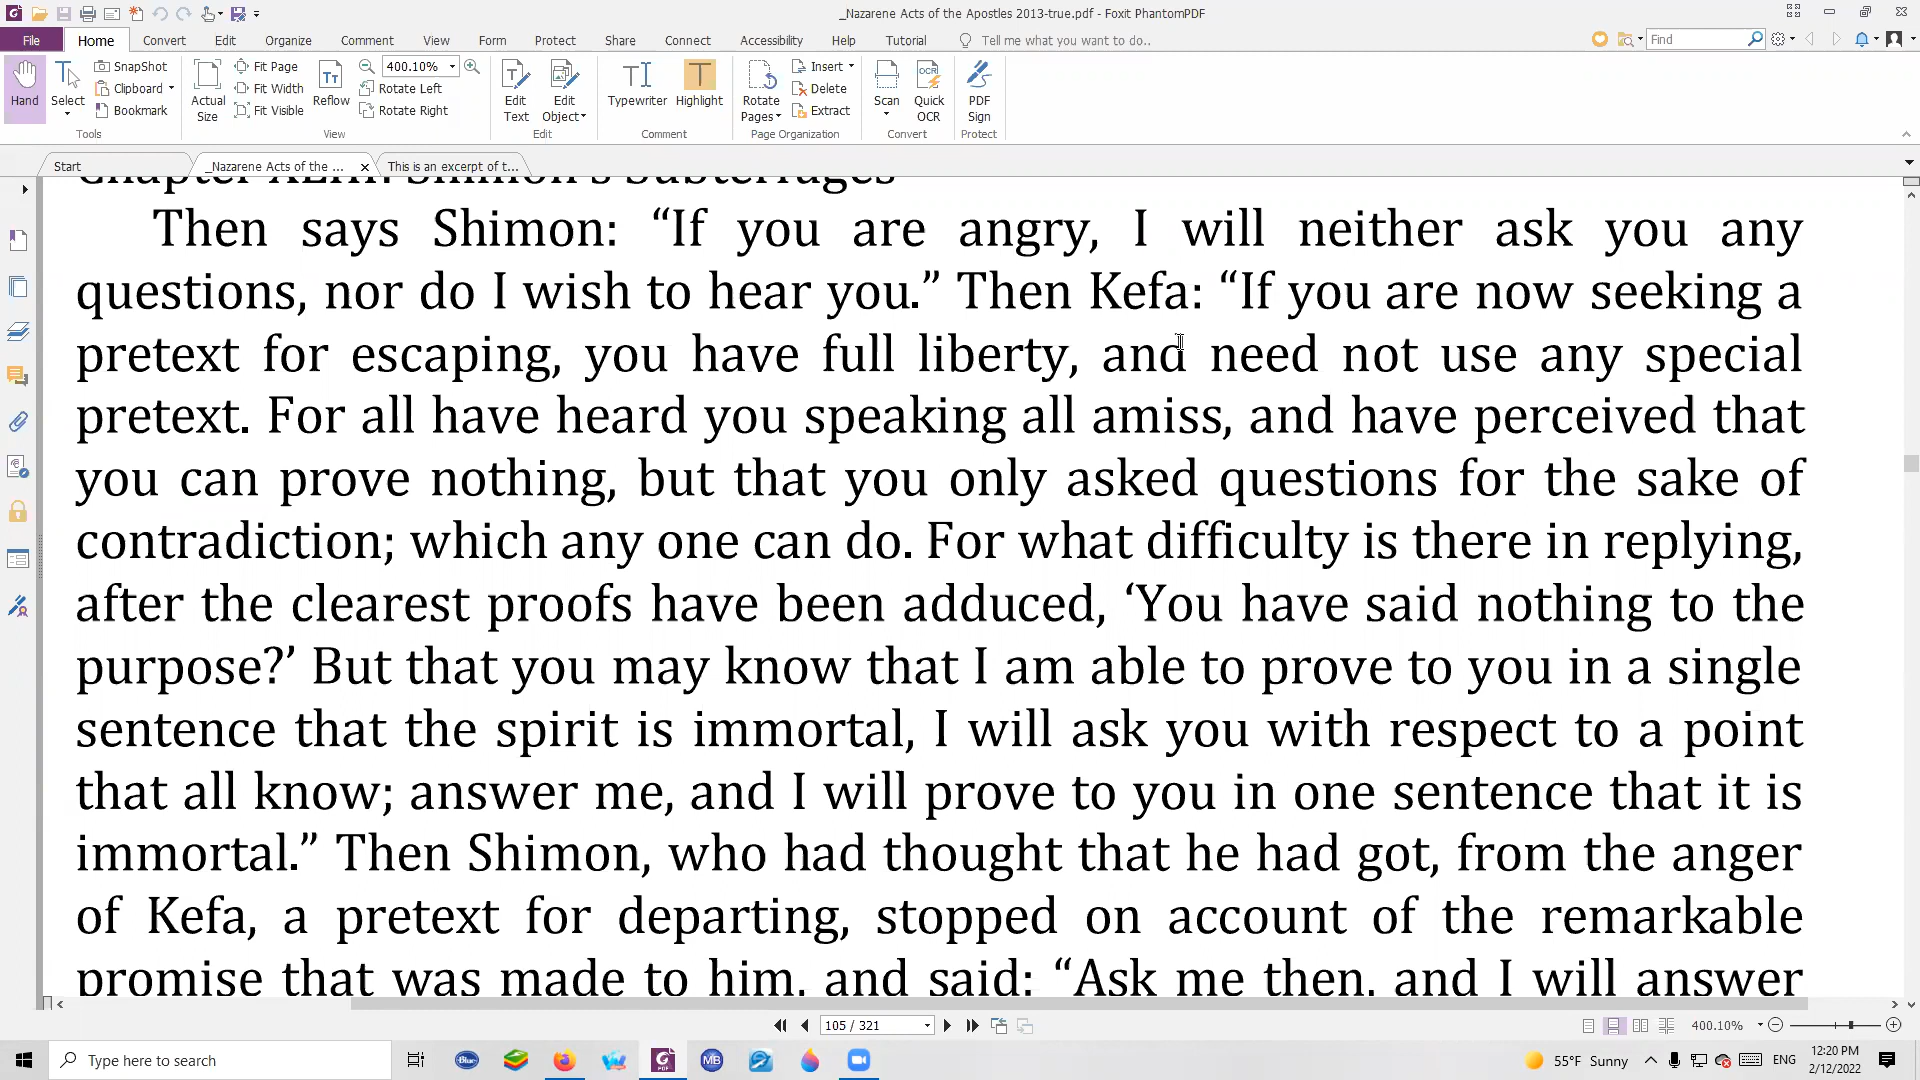 _Nazarene Acts of the Apostles 2013-true.pdf - Foxit PhantomPDF
File Home Convert Edit Organize Comment View Form Protect Share Connect Accessibility Help Tutorial Tell me what you want to do.. Find
Hand
Select
SnapShot
Clipboard
Bookmark
Tools
Actual Size
Fit Page
Fit Width
Fit Visible
Reflow
400.10%
Rotate Left
Rotate Right
View
Edit Text
Edit Object
Edit
Typewriter
Highlight
Comment
Rotate Pages
Insert
Delete
Extract
Page Organization
Scan
Quick OCR
Convert
PDF Sign
Protect
Start _Nazarene Acts of the ... This is an excerpt of t...
Then says Shimon: “If you are angry, I will neither ask you any
questions, nor do I wish to hear you.” Then Kefa: “If you are now seeking a
pretext for escaping, you have full liberty, and need not use any special
pretext. For all have heard you speaking all amiss, and have perceived that
you can prove nothing, but that you only asked questions for the sake of
contradiction; which any one can do. For what difficulty is there in replying,
after the clearest proofs have been adduced, ‘You have said nothing to the
purpose?’ But that you may know that I am able to prove to you in a single
sentence that the spirit is immortal, I will ask you with respect to a point
that all know; answer me, and I will prove to you in one sentence that it is
immortal.” Then Shimon, who had thought that he had got, from the anger
of Kefa, a pretext for departing, stopped on account of the remarkable
promise that was made to him, and said: “Ask me then, and I will answer
105 / 321
400.10%
Type here to search
Blue
MB
55°F Sunny
ENG
12:20 PM
2/12/2022